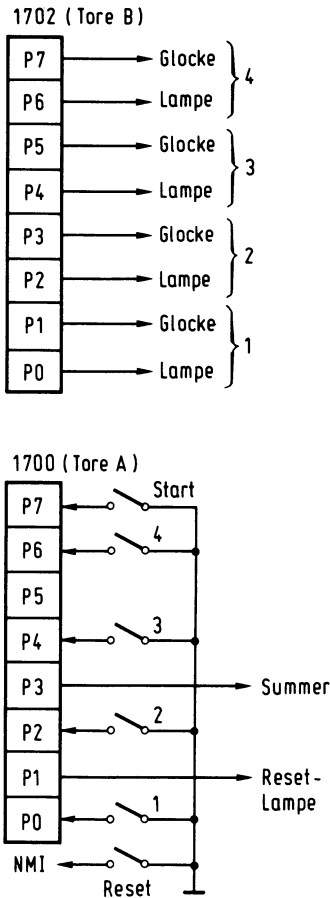 1702 (Tore B)
P7 Glocke
P6 Lampe
4
P5 Glocke
P4 Lampe
3
P3 Glocke
P2 Lampe
2
P1 Glocke
P0 Lampe
1
1700 (Tore A)
P7 Start
P6 4
P5
P4 3
P3 Summer
P2 2
P1 Reset-
Lampe
P0 1
NMI Reset